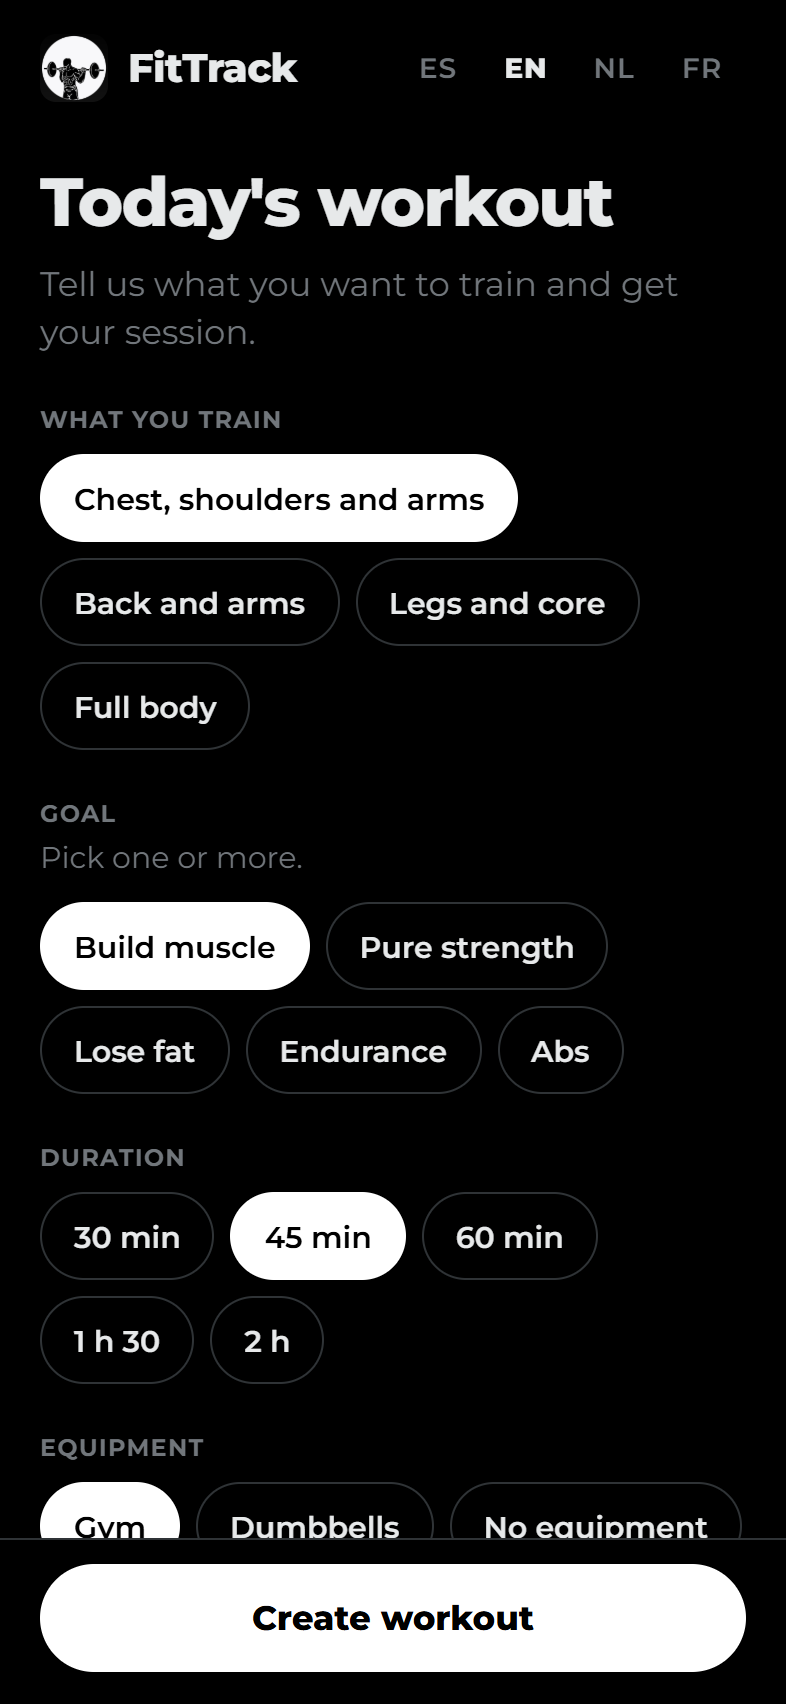 FitTrack ES EN NL FR
Today's workout
Tell us what you want to train and get
your session.
WHAT YOU TRAIN
Chest, shoulders and arms
Back and arms Legs and core
Full body
GOAL
Pick one or more.
Build muscle Pure strength
Lose fat Endurance Abs
DURATION
30 min 45 min 60 min
1 h 30 2 h
EQUIPMENT
Gym Dumbbells No equipment
Create workout